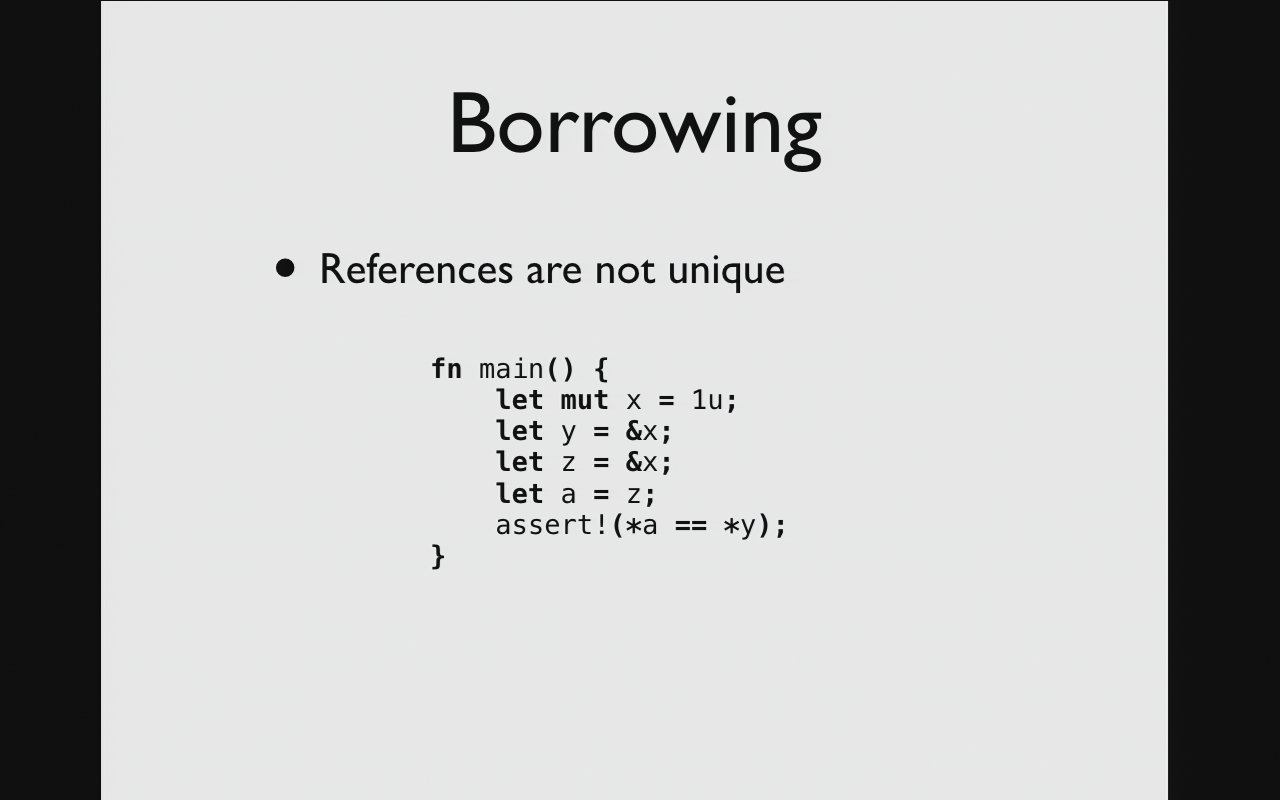 Borrowing
• References are not unique
fn main() {
    let mut x = 1u;
    let y = &x;
    let z = &x;
    let a = z;
    assert!(*a == *y);
}